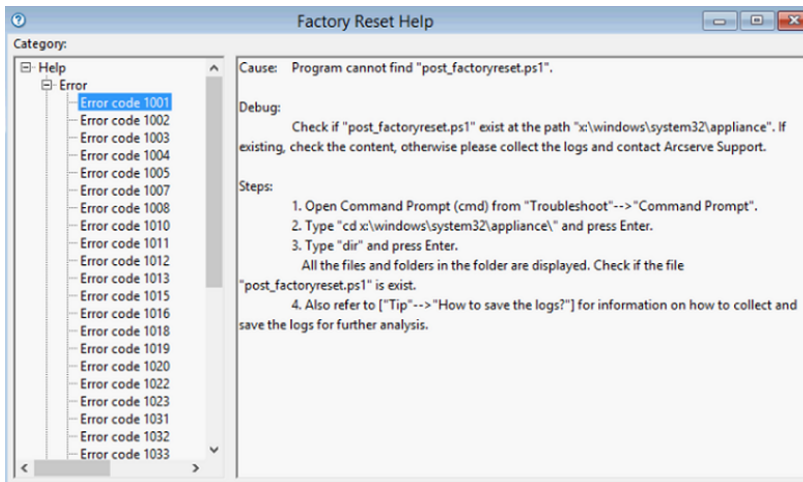 Factory Reset Help
Category:
Help
Error
Error code 1001
Error code 1002
Error code 1003
Error code 1004
Error code 1005
Error code 1007
Error code 1008
Error code 1010
Error code 1011
Error code 1012
Error code 1013
Error code 1015
Error code 1016
Error code 1018
Error code 1019
Error code 1020
Error code 1022
Error code 1023
Error code 1031
Error code 1032
Error code 1033
Cause: Program cannot find "post_factoryreset.ps1".
Debug:
Check if "post_factoryreset.ps1" exist at the path "x:\windows\system32\appliance". If
existing, check the content, otherwise please collect the logs and contact Arcserve Support.
Steps:
1. Open Command Prompt (cmd) from "Troubleshoot"-->"Command Prompt".
2. Type "cd x:\windows\system32\appliance\" and press Enter.
3. Type "dir" and press Enter.
All the files and folders in the folder are displayed. Check if the file
"post_factoryreset.ps1" is exist.
4. Also refer to ["Tip"-->"How to save the logs?"] for information on how to collect and
save the logs for further analysis.